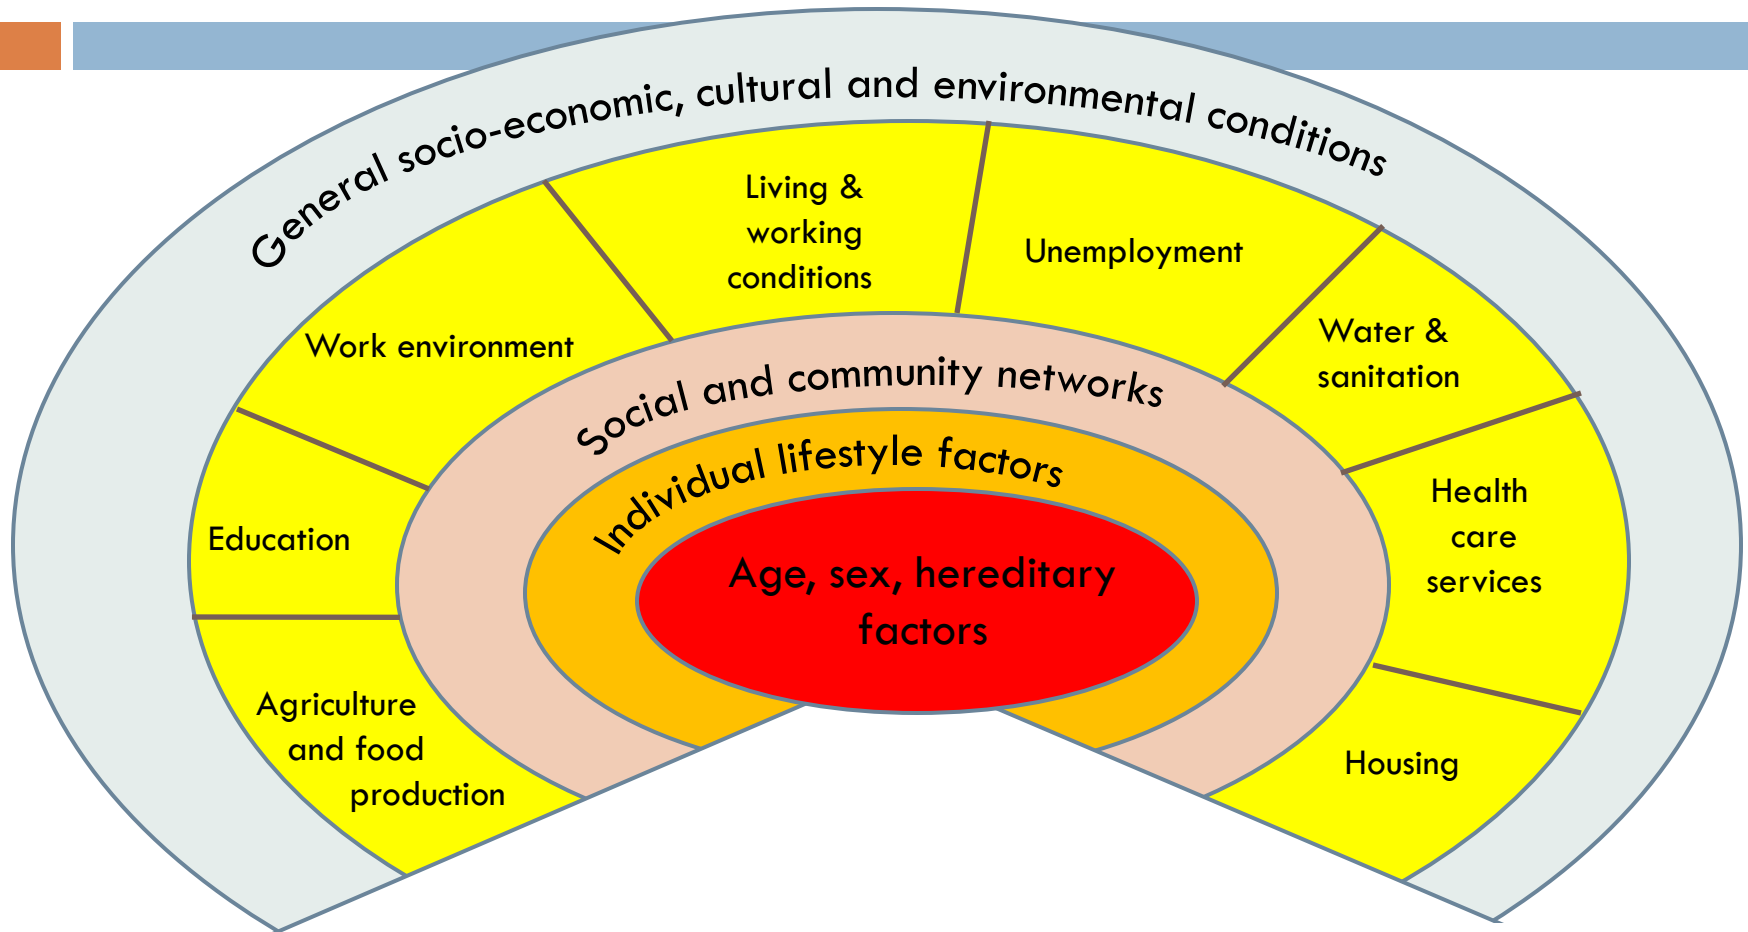 General socio-economic, cultural and environmental conditions
Living &
working
conditions
Unemployment
Water &
sanitation
Work environment
Social and community networks
Individual lifestyle factors
Health
care
services
Education
Age, sex, hereditary
factors
Agriculture
and food
production
Housing